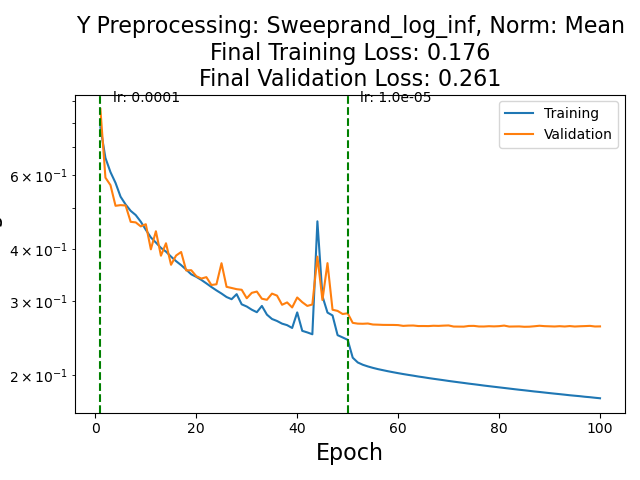 Y Preprocessing: Sweeprand_log_inf, Norm: Mean
Final Training Loss: 0.176
Final Validation Loss: 0.261
lr: 0.0001
lr: 1.0e-05
Training
Validation
6 × 10⁻¹
4 × 10⁻¹
3 × 10⁻¹
2 × 10⁻¹
0 20 40 60 80 100
Epoch